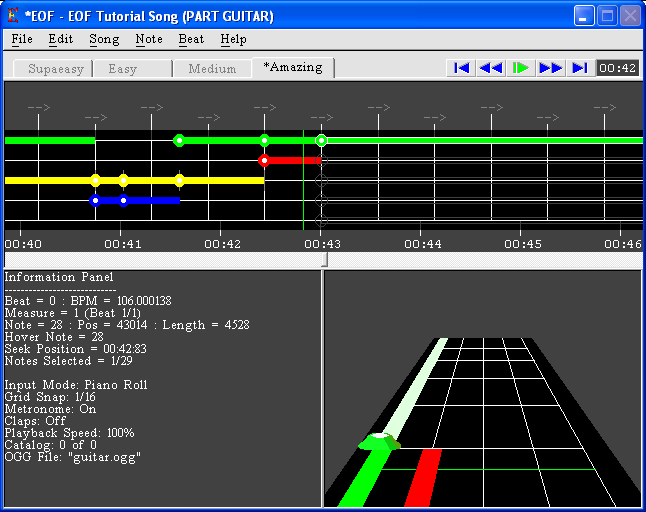 *EOF - EOF Tutorial Song (PART GUITAR)
File Edit Song Note Beat Help
Supaeasy Easy Medium *Amazing 00:42
--> --> --> --> --> -->
--> --> --> --> --> -->
00:40 00:41 00:42 00:43 00:44 00:45 00:46
Information Panel
----------------------------
Beat = 0 : BPM = 106.000138
Measure = 1 (Beat 1/1)
Note = 28 : Pos = 43014 : Length = 4528
Hover Note = 28
Seek Position = 00:42:83
Notes Selected = 1/29
Input Mode: Piano Roll
Grid Snap: 1/16
Metronome: On
Claps: Off
Playback Speed: 100%
Catalog: 0 of 0
OGG File: "guitar.ogg"